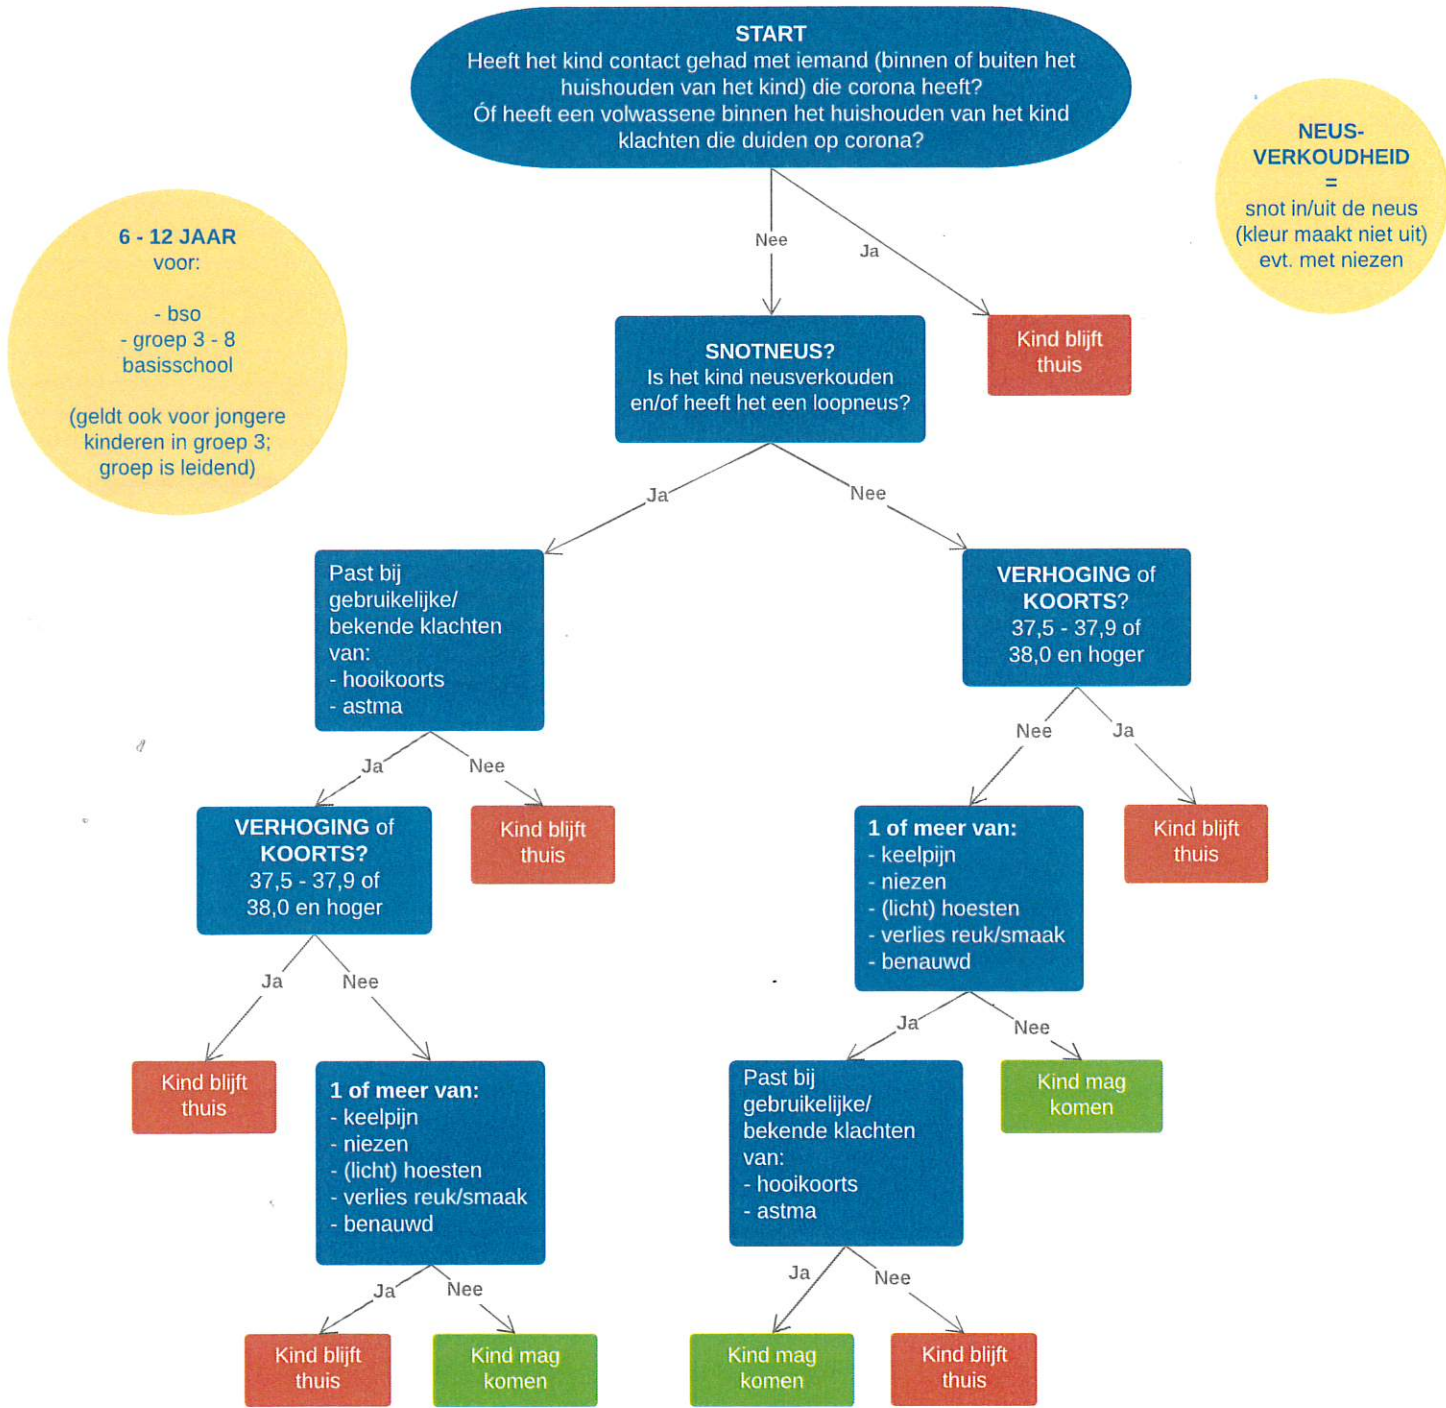 START
Heeft het kind contact gehad met iemand (binnen of buiten het
huishouden van het kind) die corona heeft?
Óf heeft een volwassene binnen het huishouden van het kind
klachten die duiden op corona?
NEUS-
VERKOUDHEID
=
snot in/uit de neus
(kleur maakt niet uit)
evt. met niezen
6 - 12 JAAR
voor:
- bso
- groep 3 - 8
basisschool
(geldt ook voor jongere
kinderen in groep 3;
groep is leidend)
Nee
Ja
SNOTNEUS?
Is het kind neusverkouden
en/of heeft het een loopneus?
Kind blijft
thuis
Ja
Nee
Past bij
gebruikelijke/
bekende klachten
van:
- hooikoorts
- astma
VERHOGING of
KOORTS?
37,5 - 37,9 of
38,0 en hoger
Ja
Nee
Nee
Ja
VERHOGING of
KOORTS?
37,5 - 37,9 of
38,0 en hoger
Kind blijft
thuis
1 of meer van:
- keelpijn
- niezen
- (licht) hoesten
- verlies reuk/smaak
- benauwd
Kind blijft
thuis
Ja
Nee
Ja
Nee
Kind blijft
thuis
1 of meer van:
- keelpijn
- niezen
- (licht) hoesten
- verlies reuk/smaak
- benauwd
Past bij
gebruikelijke/
bekende klachten
van:
- hooikoorts
- astma
Kind mag
komen
Ja
Nee
Ja
Nee
Kind blijft
thuis
Kind mag
komen
Kind mag
komen
Kind blijft
thuis